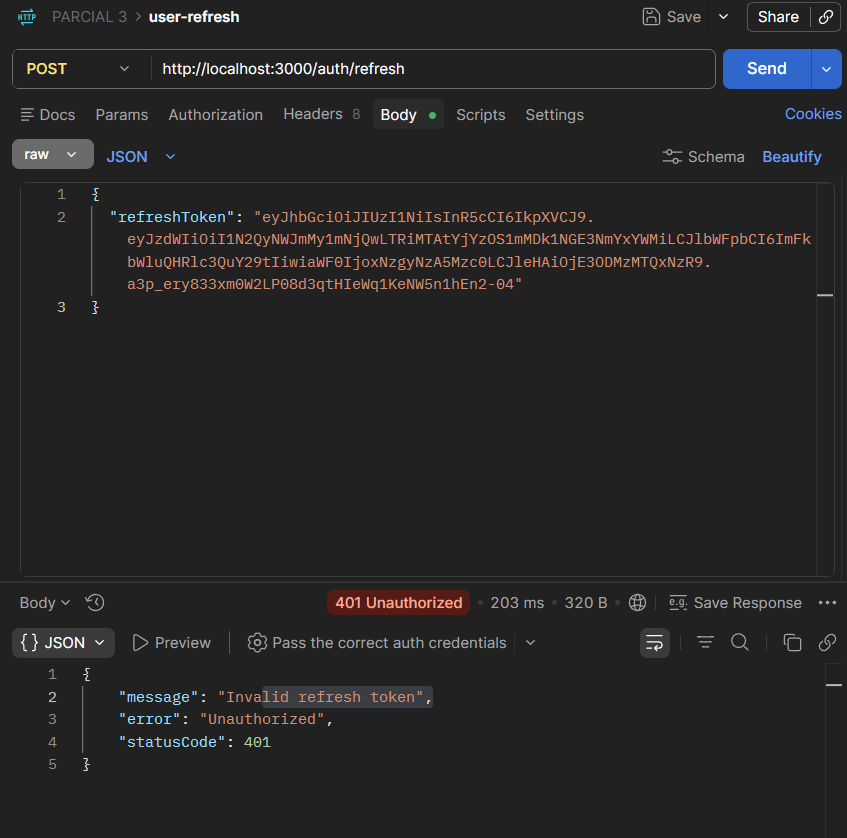 HTTP PARCIAL 3 > user-refresh Save Share
POST http://localhost:3000/auth/refresh Send
Docs Params Authorization Headers 8 Body Scripts Settings Cookies
raw JSON Schema Beautify
1 {
2 "refreshToken": "eyJhbGciOiJIUzI1NiIsInR5cCI6IkpXVCJ9.
eyJzdWIiOiI1N2QyNWJmMy1mNjQwLTRiMTAtYjYzOS1mMDk1NGE3NmYxYWMiLCJlbWFpbCI6ImFk
bWluQHRlc3QuY29tIiwiaWF0IjoxNzgyNzA5Mzc0LCJleHAiOjE3ODMzMTQxNzR9.
a3p_ery833xm0W2LP08d3qtHIeWq1KeNW5n1hEn2-04"
3 }
Body 401 Unauthorized 203 ms 320 B e.g. Save Response
{} JSON Preview Pass the correct auth credentials
1 {
2 "message": "Invalid refresh token",
3 "error": "Unauthorized",
4 "statusCode": 401
5 }